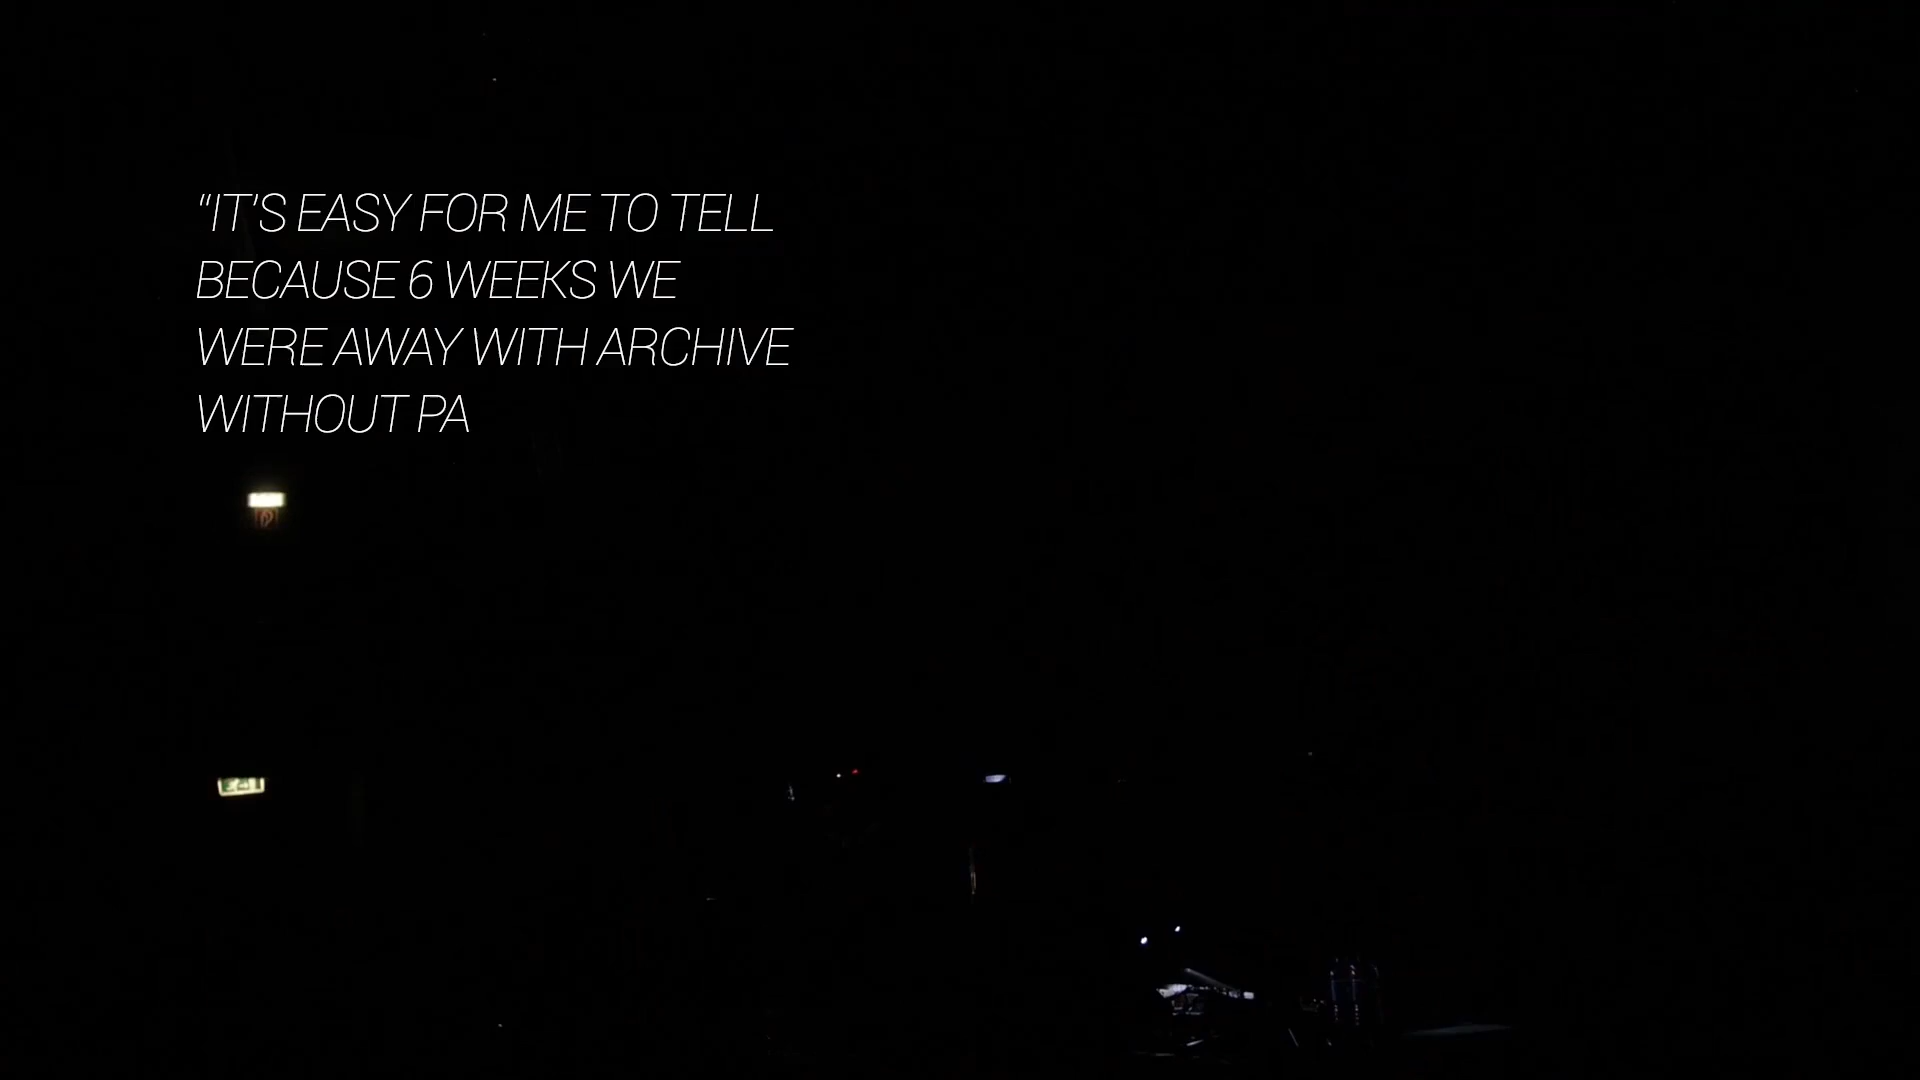 “IT’S EASY FOR ME TO TELL
BECAUSE 6 WEEKS WE
WERE AWAY WITH ARCHIVE
WITHOUT PA